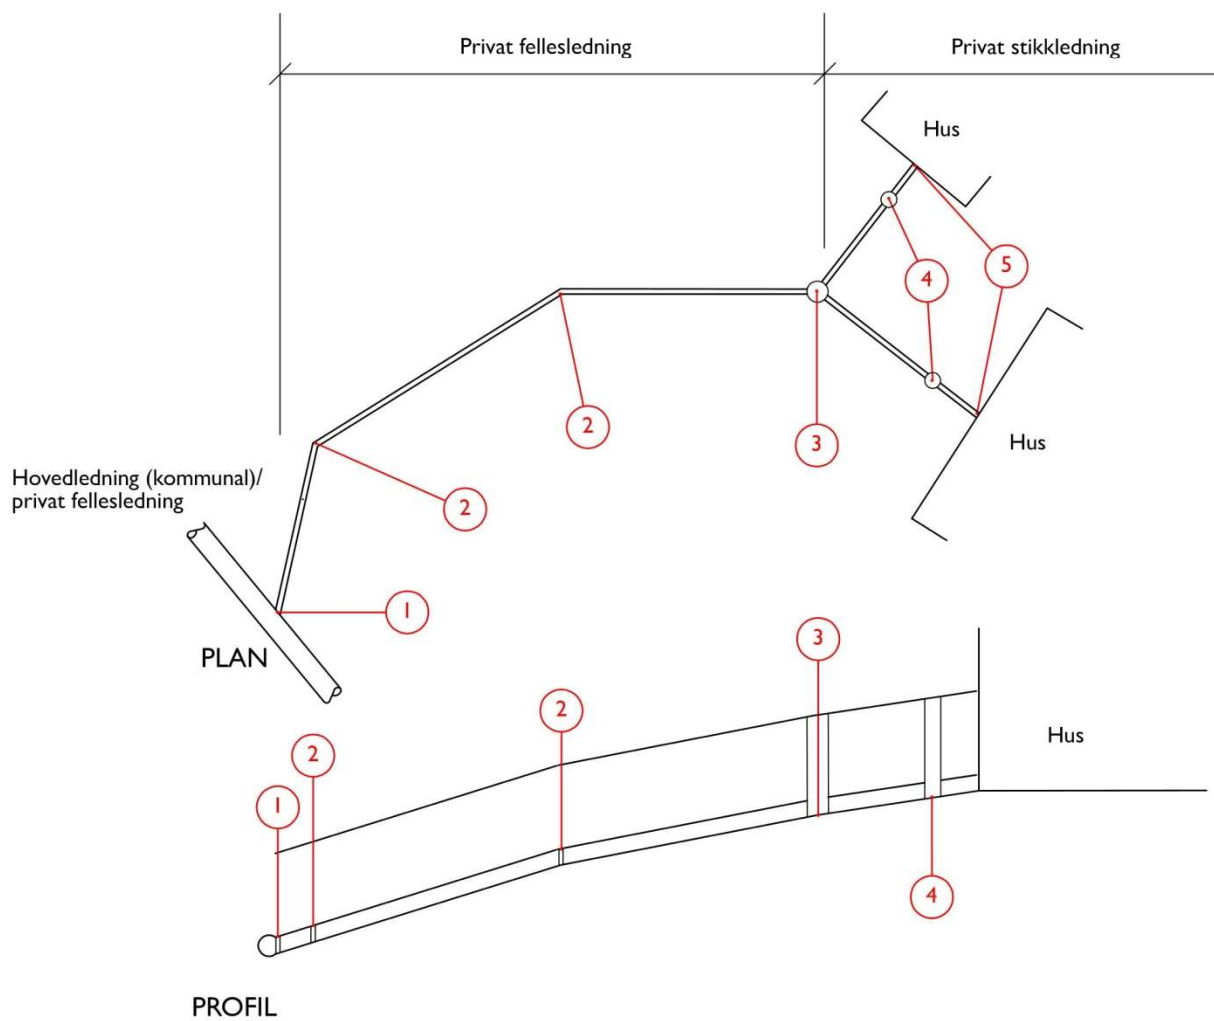 Privat fellesledning
Privat stikkledning
Hus
4
5
2
3
Hus
Hovedledning (kommunal)/
privat fellesledning
2
1
PLAN
3
2
Hus
2
1
4
PROFIL